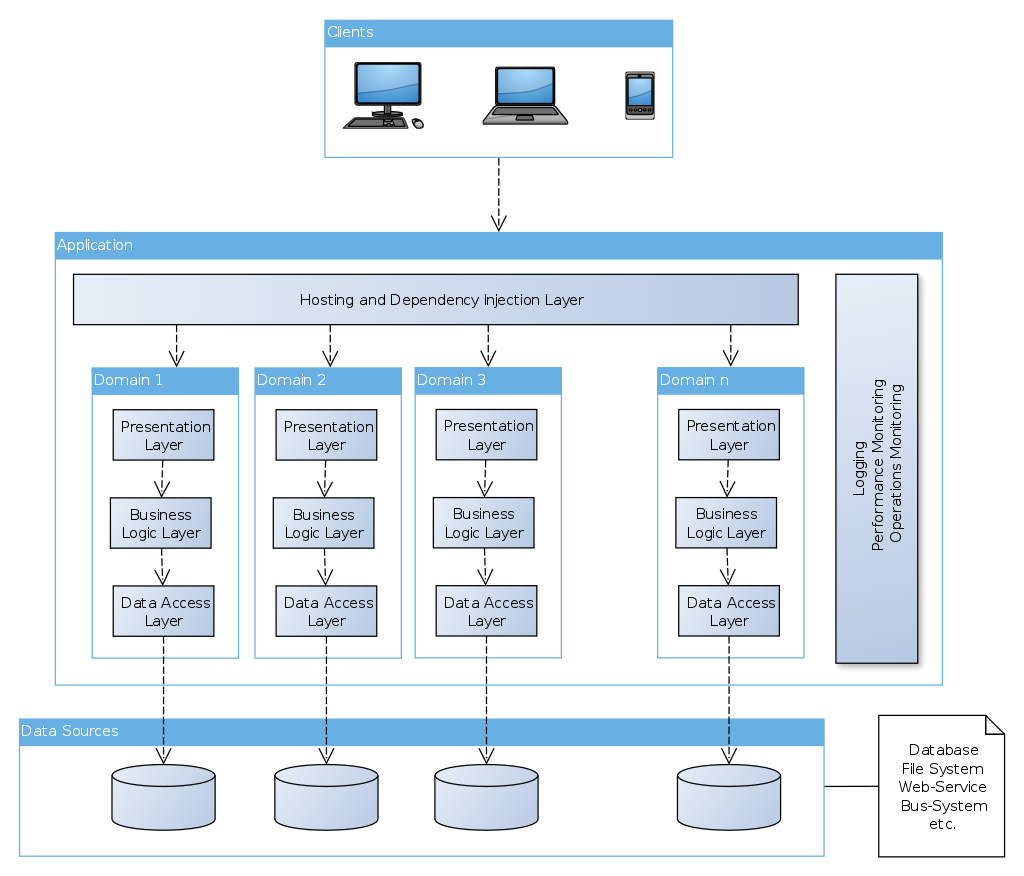 Clients
Application
Hosting and Dependency Injection Layer
Domain 1
Presentation
Layer
Business
Logic Layer
Data Access
Layer
Domain 2
Presentation
Layer
Business
Logic Layer
Data Access
Layer
Domain 3
Presentation
Layer
Business
Logic Layer
Data Access
Layer
Domain n
Presentation
Layer
Business
Logic Layer
Data Access
Layer
Logging
Performance Monitoring
Operations Monitoring
Data Sources
Database
File System
Web-Service
Bus-System
etc.